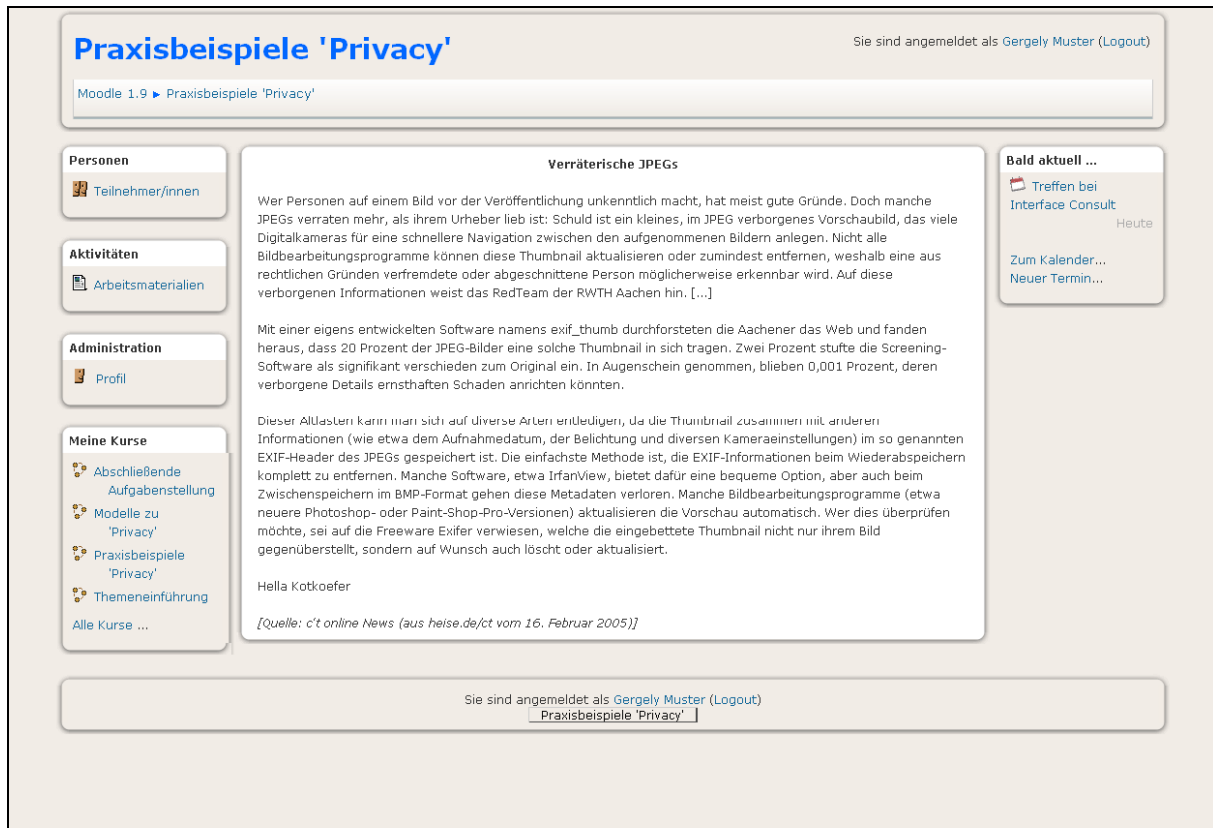 Praxisbeispiele 'Privacy'
Sie sind angemeldet als Gergely Muster (Logout)
Moodle 1.9 ► Praxisbeispiele 'Privacy'
Personen
Teilnehmer/innen
Aktivitäten
Arbeitsmaterialien
Administration
Profil
Meine Kurse
Abschließende
Aufgabenstellung
Modelle zu
'Privacy'
Praxisbeispiele
'Privacy'
Themeneinführung
Alle Kurse ...
Verräterische JPEGs
Wer Personen auf einem Bild vor der Veröffentlichung unkenntlich macht, hat meist gute Gründe. Doch manche
JPEGs verraten mehr, als ihrem Urheber lieb ist: Schuld ist ein kleines, im JPEG verborgenes Vorschaubild, das viele
Digitalkameras für eine schnellere Navigation zwischen den aufgenommenen Bildern anlegen. Nicht alle
Bildbearbeitungsprogramme können diese Thumbnail aktualisieren oder zumindest entfernen, weshalb eine aus
rechtlichen Gründen verfremdete oder abgeschnittene Person möglicherweise erkennbar wird. Auf diese
verborgenen Informationen weist das RedTeam der RWTH Aachen hin. [...]
Mit einer eigens entwickelten Software namens exif_thumb durchforsteten die Aachener das Web und fanden
heraus, dass 20 Prozent der JPEG-Bilder eine solche Thumbnail in sich tragen. Zwei Prozent stufte die Screening-
Software als signifikant verschieden zum Original ein. In Augenschein genommen, blieben 0,001 Prozent, deren
verborgene Details ernsthaften Schaden anrichten könnten.
Dieser Altlasten kann man sich auf diverse Arten entledigen, da die Thumbnail zusammen mit anderen
Informationen (wie etwa dem Aufnahmedatum, der Belichtung und diversen Kameraeinstellungen) im so genannten
EXIF-Header des JPEGs gespeichert ist. Die einfachste Methode ist, die EXIF-Informationen beim Wiederabspeichern
komplett zu entfernen. Manche Software, etwa IrfanView, bietet dafür eine bequeme Option, aber auch beim
Zwischenspeichern im BMP-Format gehen diese Metadaten verloren. Manche Bildbearbeitungsprogramme (etwa
neuere Photoshop- oder Paint-Shop-Pro-Versionen) aktualisieren die Vorschau automatisch. Wer dies überprüfen
möchte, sei auf die Freeware Exifer verwiesen, welche die eingebettete Thumbnail nicht nur ihrem Bild
gegenüberstellt, sondern auf Wunsch auch löscht oder aktualisiert.
Hella Kotkoefer
[Quelle: c't online News (aus heise.de/ct vom 16. Februar 2005)]
Bald aktuell ...
Treffen bei
Interface Consult
Heute
Zum Kalender...
Neuer Termin...
Sie sind angemeldet als Gergely Muster (Logout)
Praxisbeispiele 'Privacy'